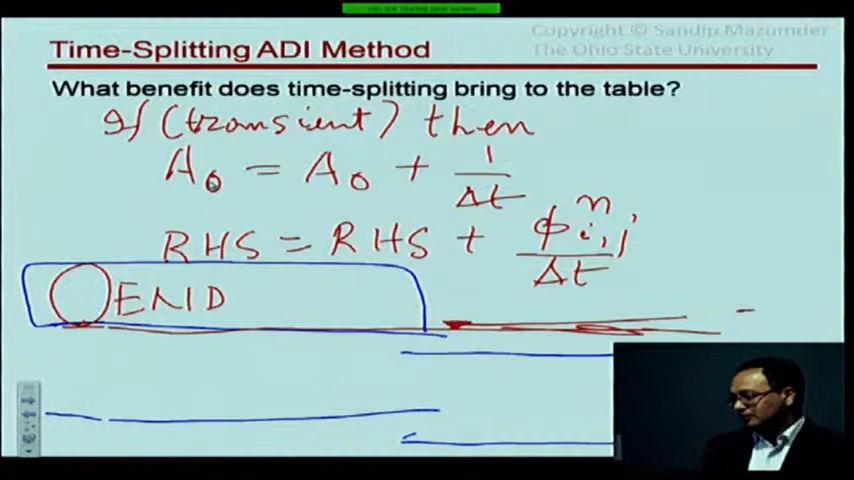 Copyright © Sandip Mazumder
The Ohio State University
Time-Splitting ADI Method
What benefit does time-splitting bring to the table?
If (transient) then
A₀ = A₀ + 1/Δt
RHS = RHS + ϕⁿi,j/Δt
END